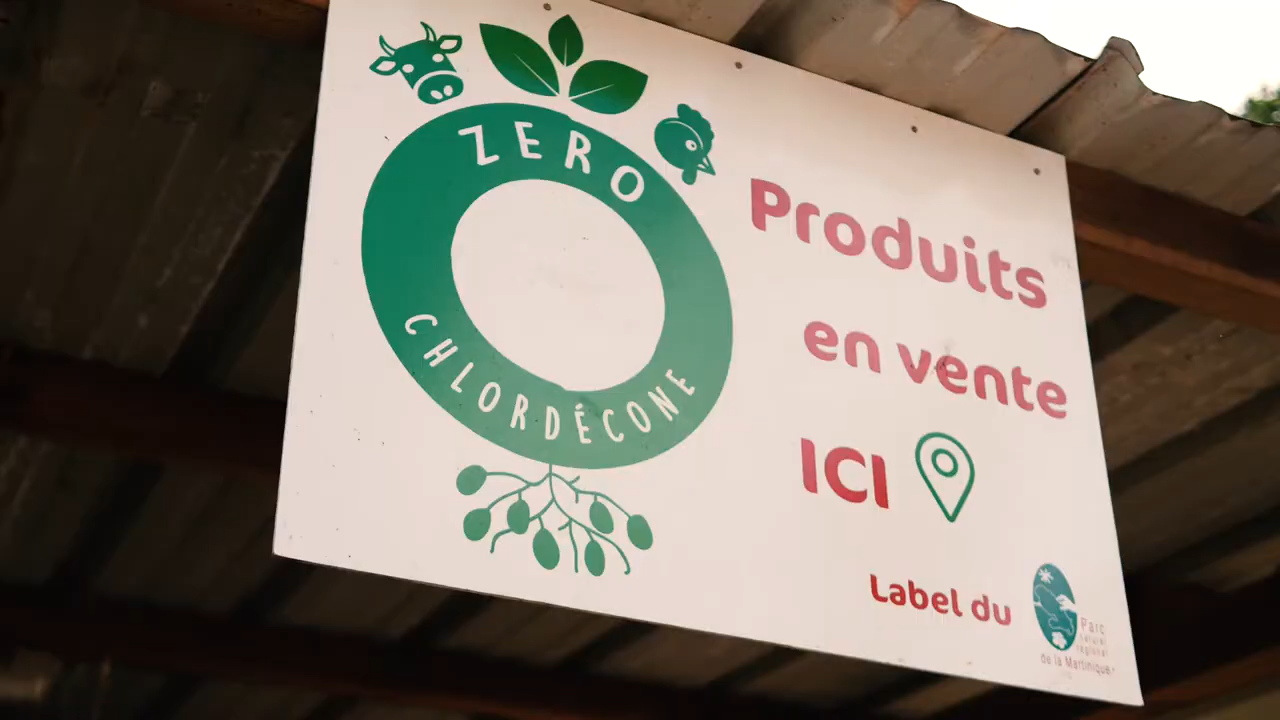 ZERO
CHLORDÉCONE
Produits
en vente
ICI
Label du
Parc
naturel
régional
de la Martinique